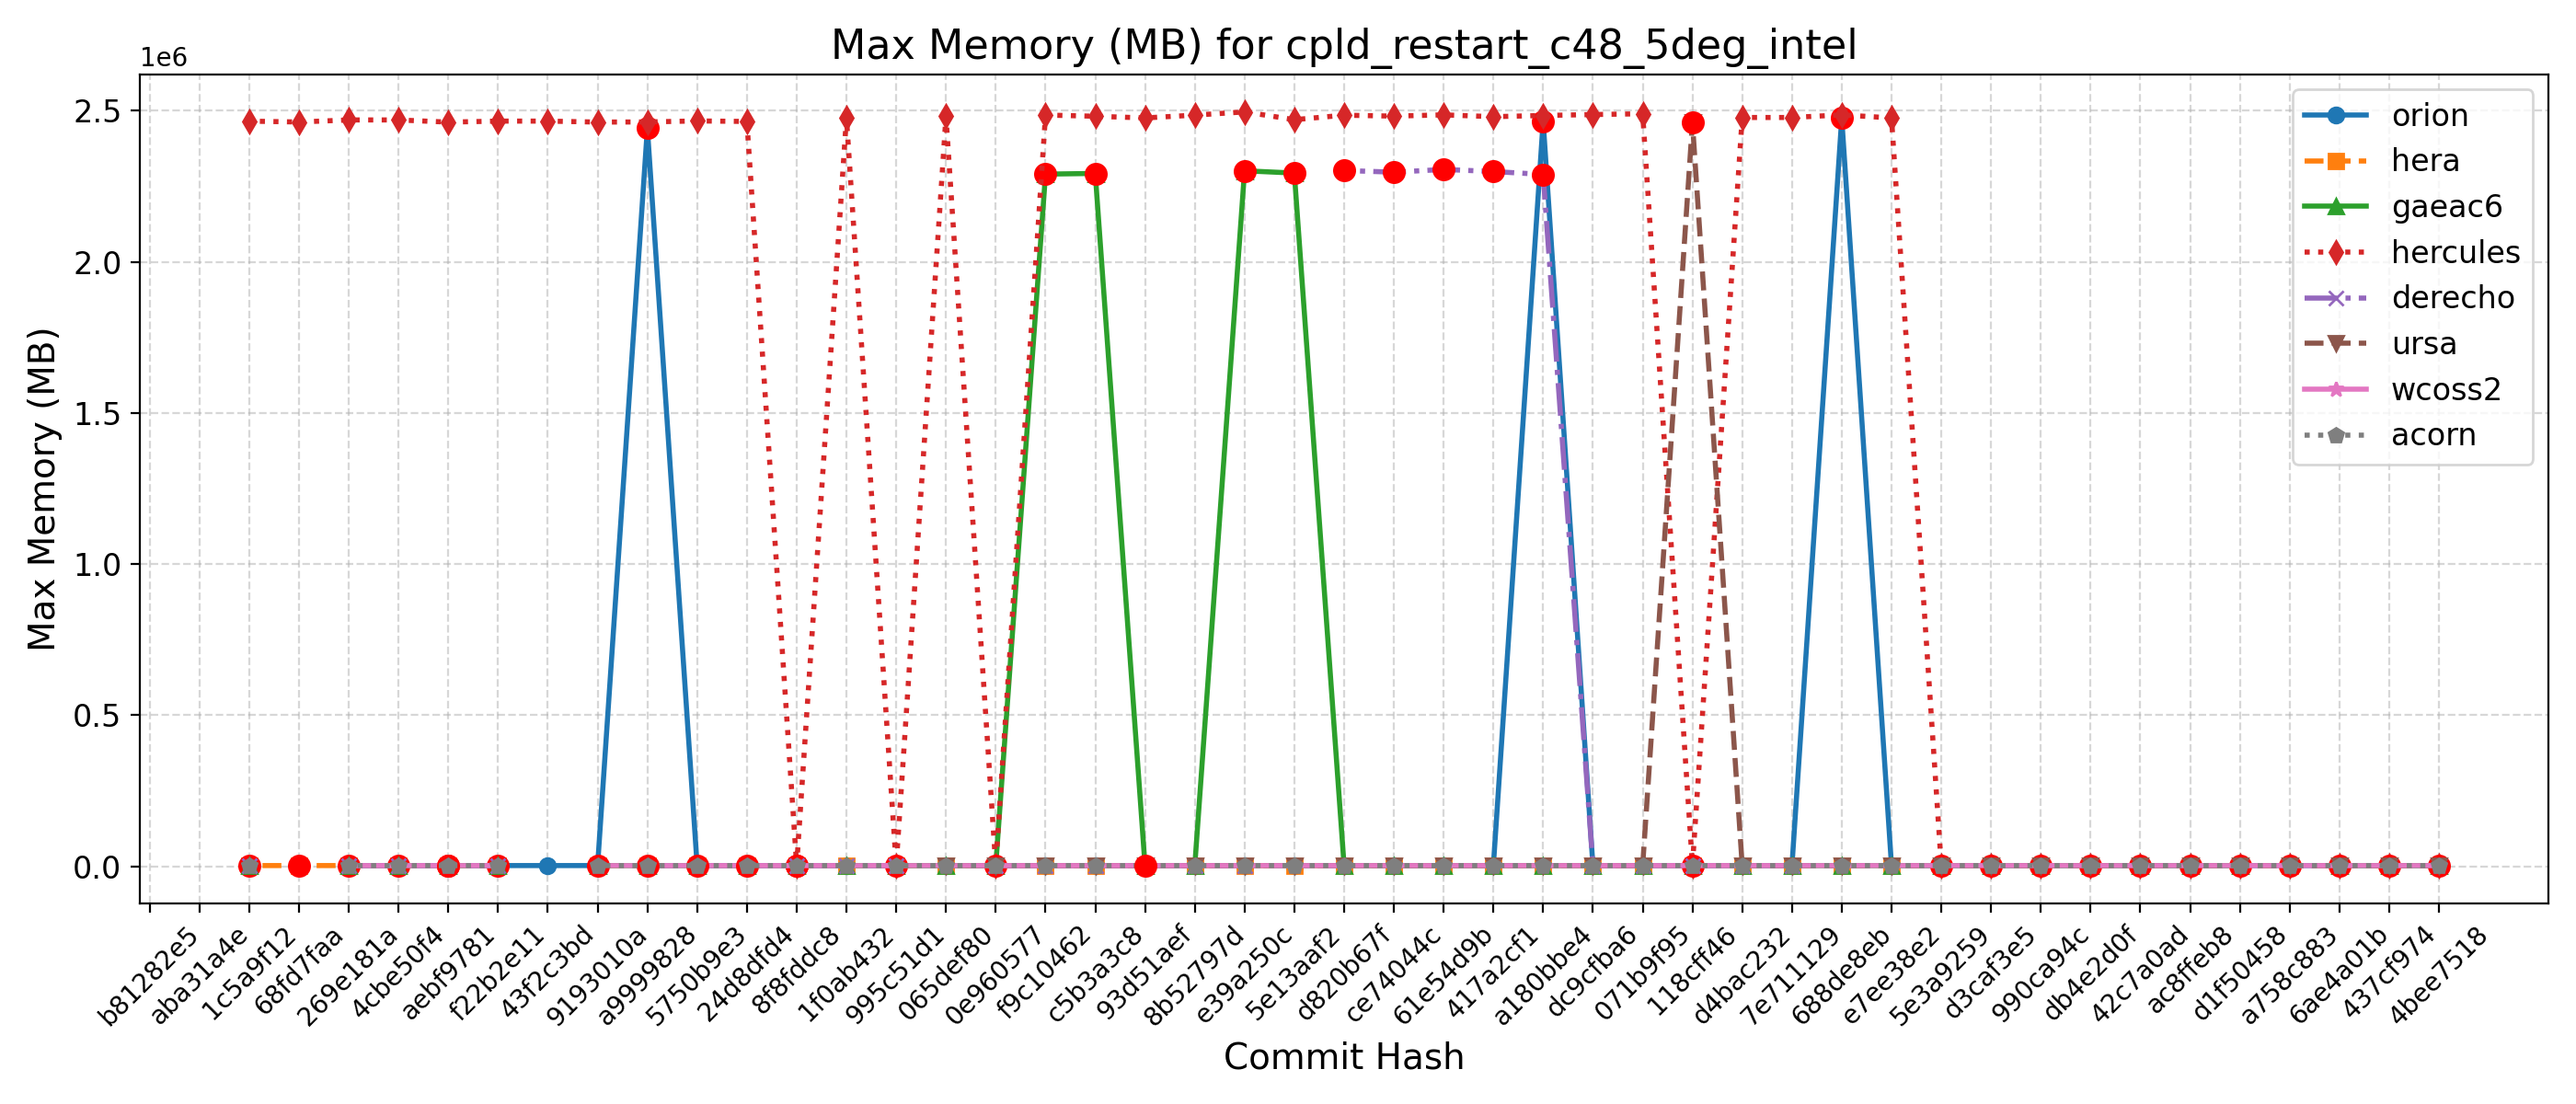 Max Memory (MB) for cpld_restart_c48_5deg_intel
1e6
2.5
2.0
1.5
1.0
0.5
0.0
Max Memory (MB)
orion
hera
gaeac6
hercules
derecho
ursa
wcoss2
acorn
b81282e5
aba31a4e
1c5a9f12
68fd7faa
269e181a
4cbe50f4
aebf9781
f22b2e11
43f2c3bd
9193010a
a9999828
5750b9e3
24d8dfd4
8f8fddc8
1f0ab432
995c51d1
065def80
0e960577
f9c10462
c5b3a3c8
93d51aef
8b52797d
e39a250c
5e13aaf2
d820b67f
ce74044c
61e54d9b
417a2cf1
a180bbe4
dc9cfba6
071b9f95
118cff46
d4bac232
7e711129
688de8eb
e7ee38e2
5e3a9259
d3caf3e5
990ca94c
db4e2d0f
42c7a0ad
ac8ffeb8
d1f50458
a758c883
6ae4a01b
437cf974
4bee7518
Commit Hash